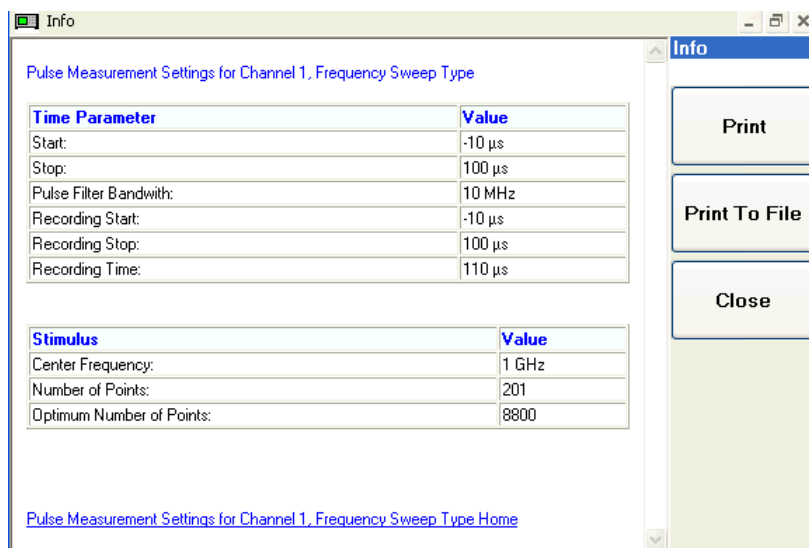 Info
Pulse Measurement Settings for Channel 1, Frequency Sweep Type
Time Parameter Value
Start: -10 µs
Stop: 100 µs
Pulse Filter Bandwith: 10 MHz
Recording Start: -10 µs
Recording Stop: 100 µs
Recording Time: 110 µs
Stimulus Value
Center Frequency: 1 GHz
Number of Points: 201
Optimum Number of Points: 8800
Pulse Measurement Settings for Channel 1, Frequency Sweep Type Home
Info
Print
Print To File
Close